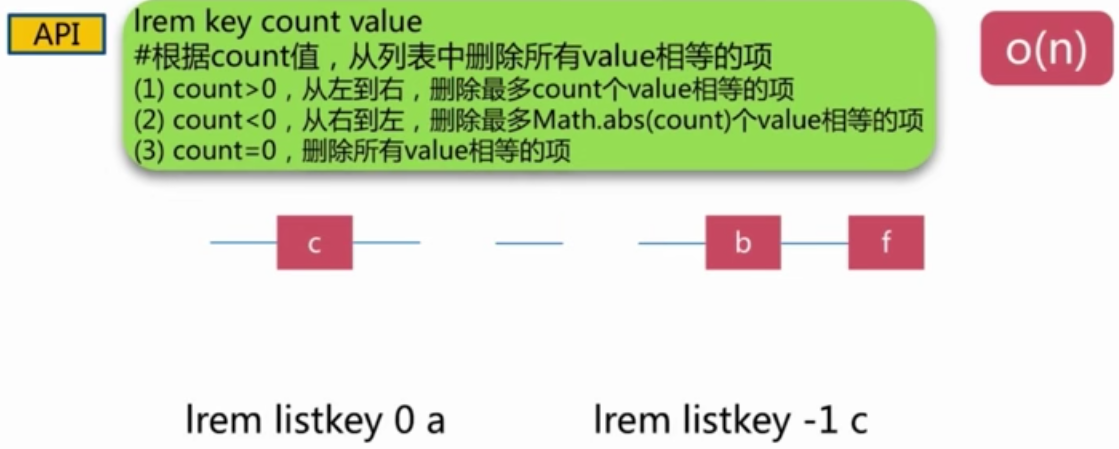 API
lrem key count value
#根据count值，从列表中删除所有value相等的项
(1) count>0，从左到右，删除最多count个value相等的项
(2) count<0，从右到左，删除最多Math.abs(count)个value相等的项
(3) count=0，删除所有value相等的项
o(n)
c
b
f
lrem listkey 0 a
lrem listkey -1 c